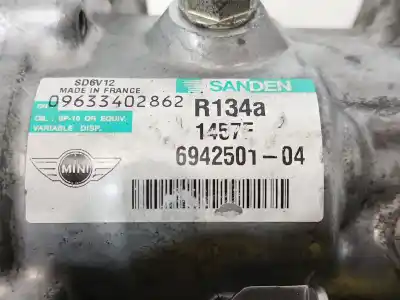 SD6V12
MADE IN FRANCE
SANDEN
09633402862
R134a
OIL : SP-10 OR EQUIV.
VARIABLE DISP.
1457F
6942501-04
MINI